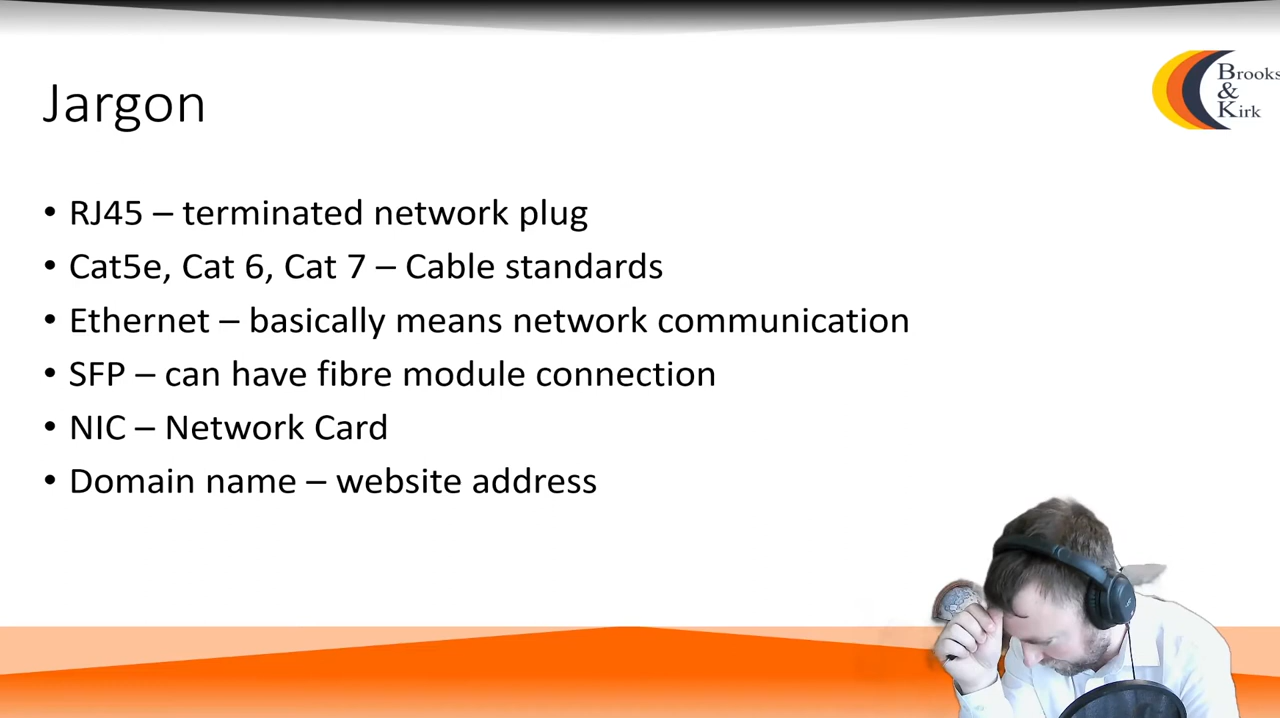 Jargon
Brooks
&
Kirk
• RJ45 – terminated network plug
• Cat5e, Cat 6, Cat 7 – Cable standards
• Ethernet – basically means network communication
• SFP – can have fibre module connection
• NIC – Network Card
• Domain name – website address